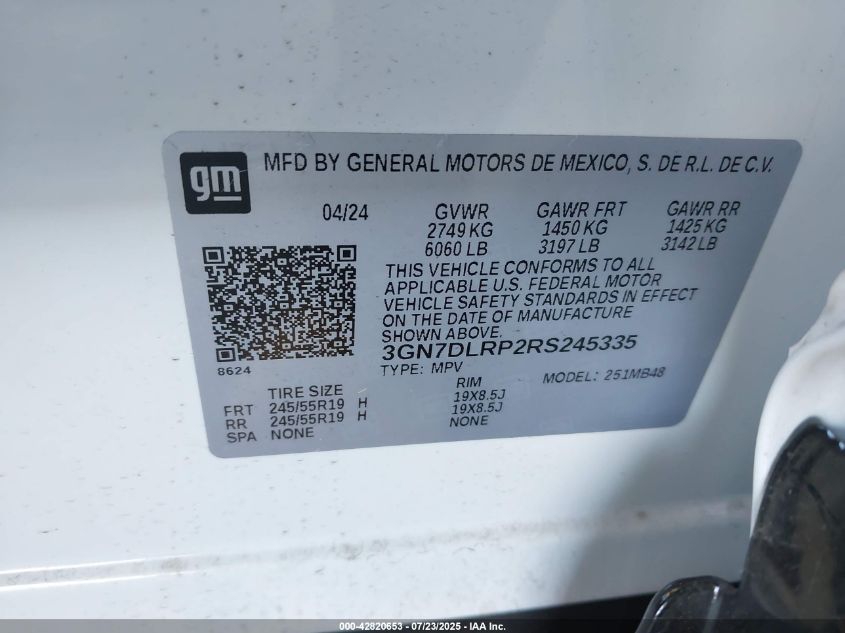 gm
MFD BY GENERAL MOTORS DE MEXICO, S. DE R.L. DE C.V.
04/24 GVWR GAWR FRT GAWR RR
2749 KG 1450 KG 1425 KG
6060 LB 3197 LB 3142 LB
THIS VEHICLE CONFORMS TO ALL
APPLICABLE U.S. FEDERAL MOTOR
VEHICLE SAFETY STANDARDS IN EFFECT
ON THE DATE OF MANUFACTURE
SHOWN ABOVE.
8624
3GN7DLRP2RS245335
TYPE: MPV MODEL: 251MB48
TIRE SIZE RIM
FRT 245/55R19 H 19X8.5J
RR 245/55R19 H 19X8.5J
SPA NONE NONE
000-42820653 - 07/23/2025 - IAA Inc.